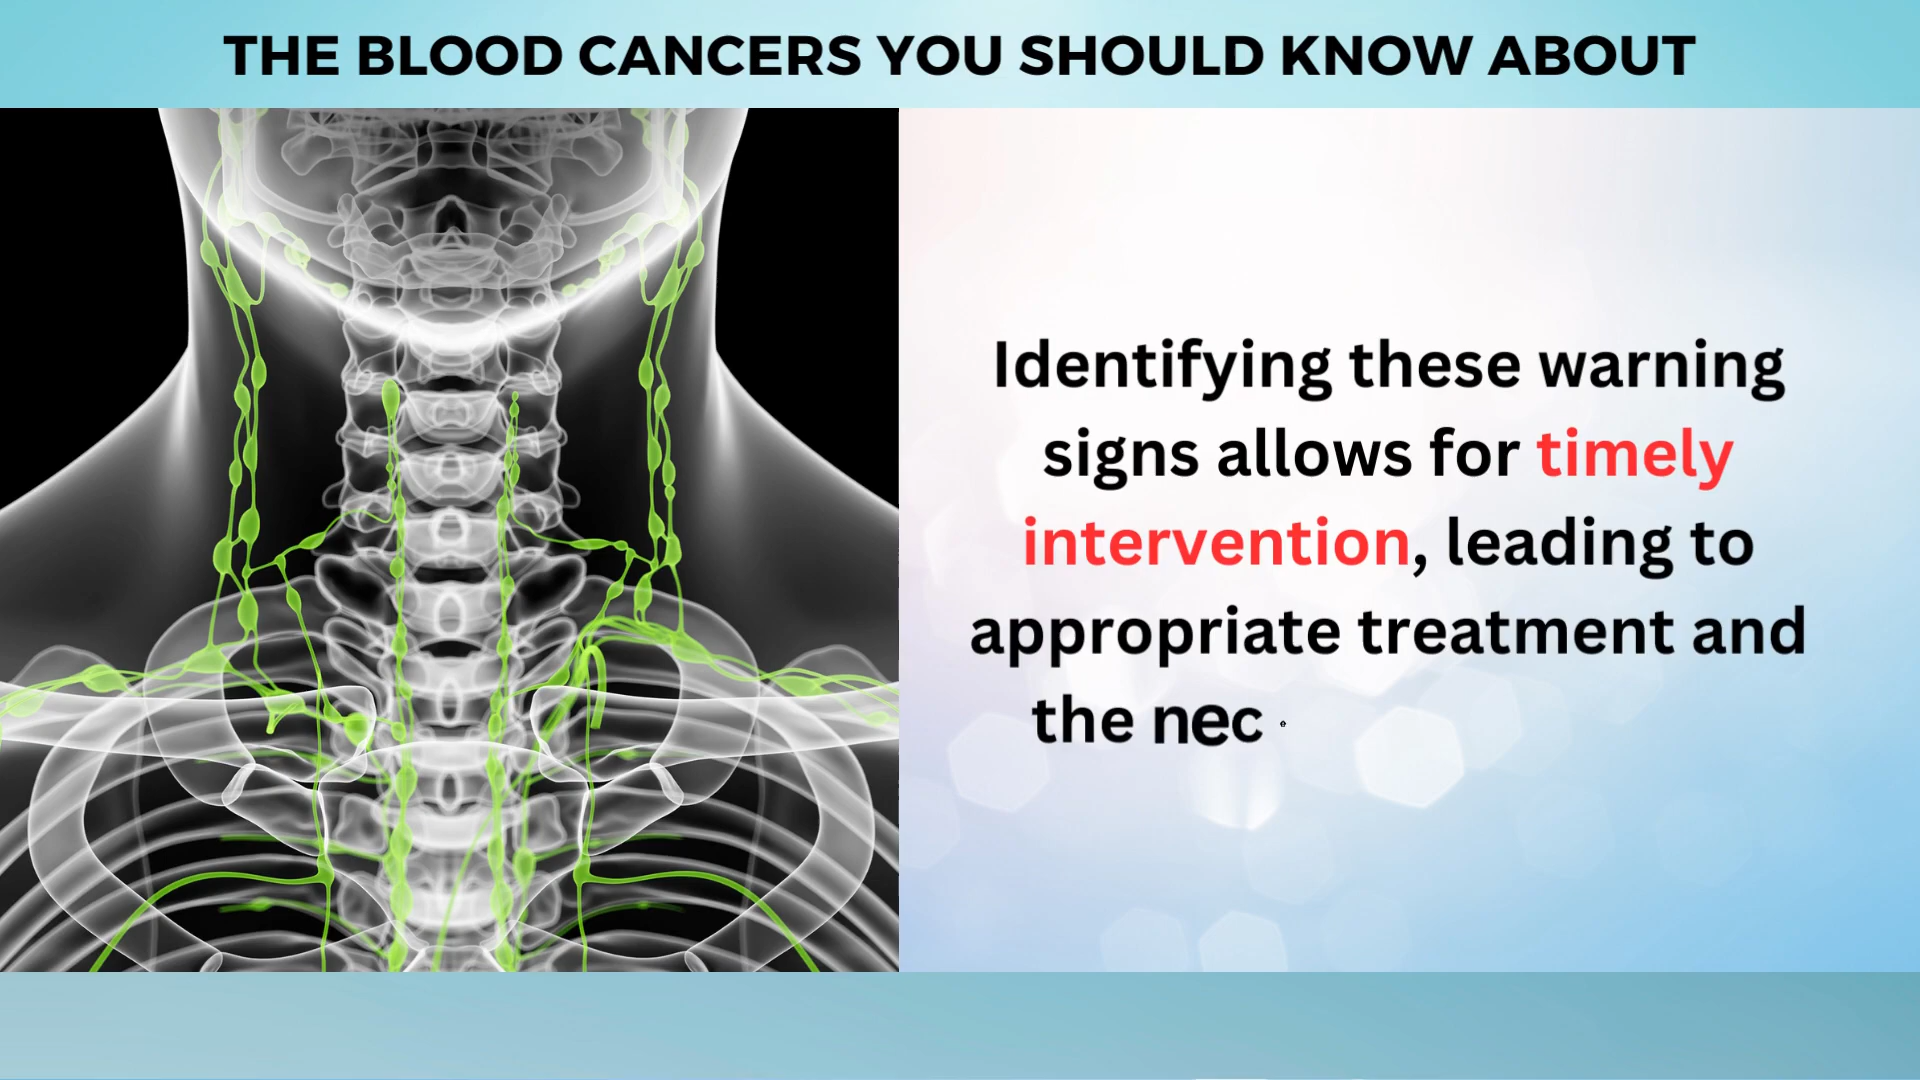 THE BLOOD CANCERS YOU SHOULD KNOW ABOUT
Identifying these warning
signs allows for timely
intervention, leading to
appropriate treatment and
the nec